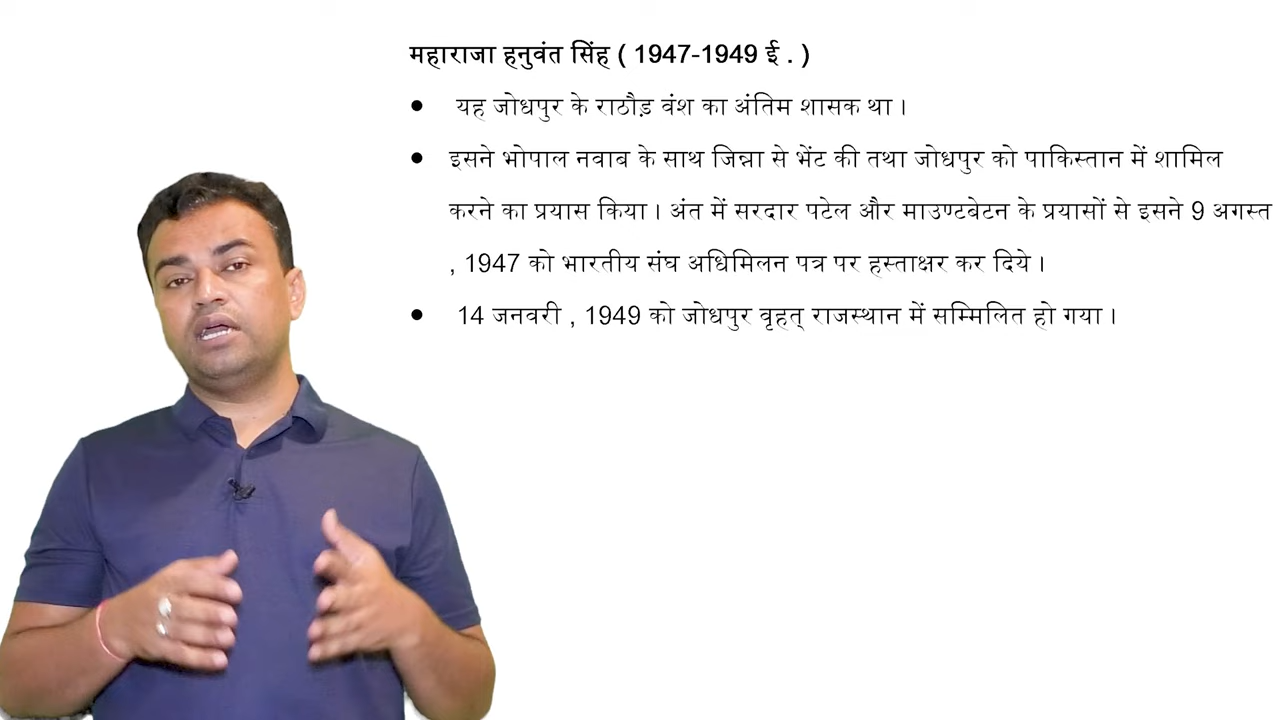 महाराजा हनुवंत सिंह ( 1947-1949 ई . )
• यह जोधपुर के राठौड़ वंश का अंतिम शासक था ।
• इसने भोपाल नवाब के साथ जिन्ना से भेंट की तथा जोधपुर को पाकिस्तान में शामिल
करने का प्रयास किया । अंत में सरदार पटेल और माउण्टबेटन के प्रयासों से इसने 9 अगस्त
, 1947 को भारतीय संघ अधिमिलन पत्र पर हस्ताक्षर कर दिये ।
• 14 जनवरी , 1949 को जोधपुर वृहत् राजस्थान में सम्मिलित हो गया ।